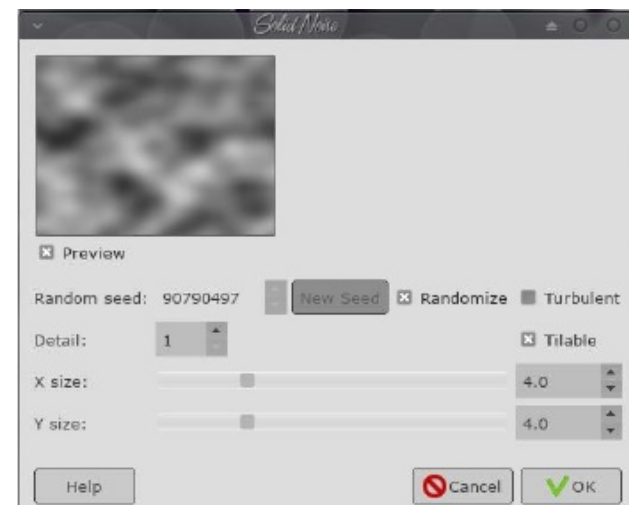 Solid Noise
Preview
Random seed: 90790497 New Seed Randomize Turbulent
Detail: 1 Tilable
X size: 4.0
Y size: 4.0
Help Cancel OK